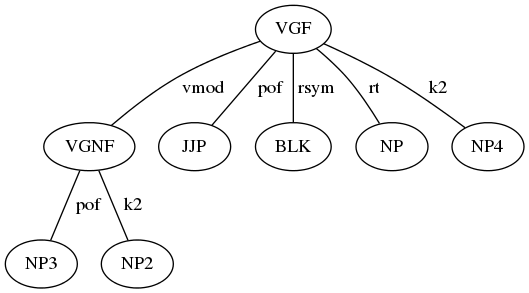 VGF
vmod pof rsym rt k2
VGNF JJP BLK NP NP4
pof k2
NP3 NP2